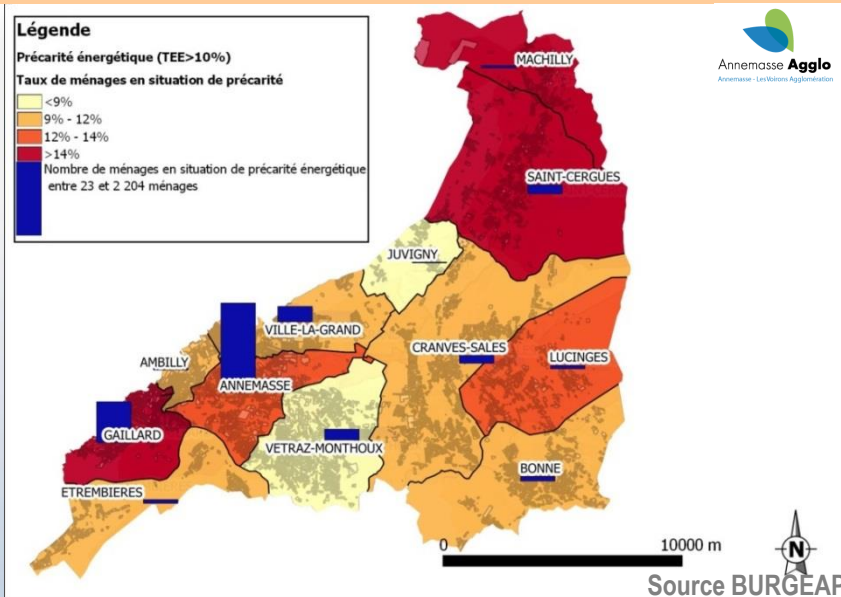 Légende
Précarité énergétique (TEE>10%)
Taux de ménages en situation de précarité
<9%
9% - 12%
12% - 14%
>14%
Nombre de ménages en situation de précarité énergétique
entre 23 et 2 204 ménages
Annemasse Agglo
Annemasse - Les Voirons Agglomération
MACHILLY
SAINT-CERGUES
JUVIGNY
VILLE-LA-GRAND
CRANVES-SALES
LUCINGES
AMBILLY
ANNEMASSE
GAILLARD
VETRAZ-MONTHOUX
BONNE
ETREMBIERES
0 10000 m
N
Source BURGEAP